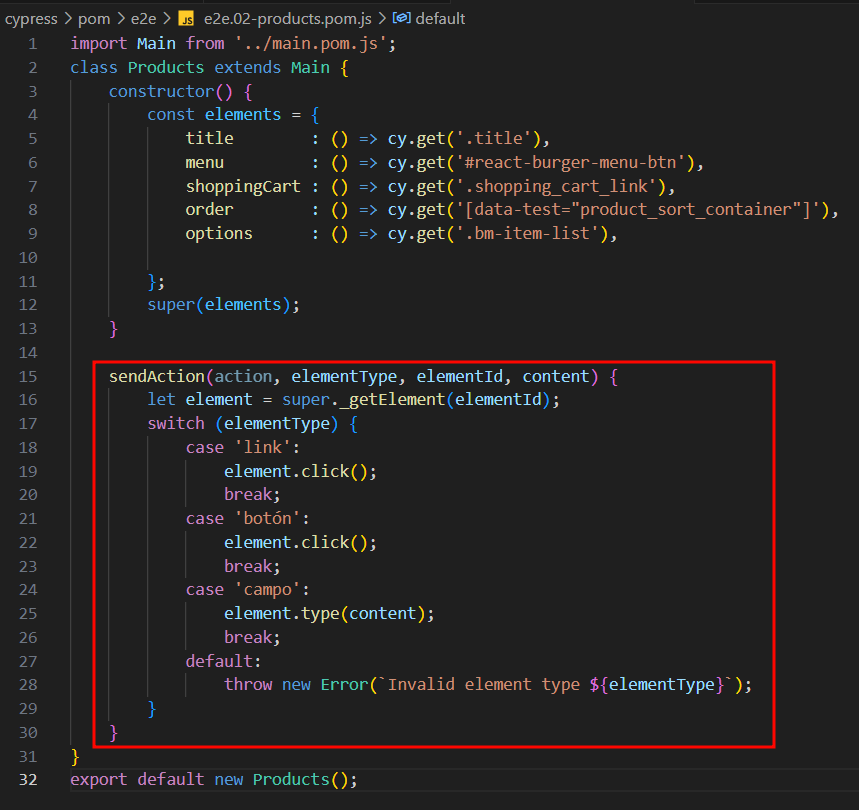 cypress > pom > e2e > JS e2e.02-products.pom.js > default
1 import Main from '../main.pom.js';
2 class Products extends Main {
3     constructor() {
4         const elements = {
5             title        : () => cy.get('.title'),
6             menu         : () => cy.get('#react-burger-menu-btn'),
7             shoppingCart : () => cy.get('.shopping_cart_link'),
8             order        : () => cy.get('[data-test="product_sort_container"]'),
9             options      : () => cy.get('.bm-item-list'),
10
11         };
12         super(elements);
13     }
14
15     sendAction(action, elementType, elementId, content) {
16         let element = super._getElement(elementId);
17         switch (elementType) {
18             case 'link':
19                 element.click();
20                 break;
21             case 'botón':
22                 element.click();
23                 break;
24             case 'campo':
25                 element.type(content);
26                 break;
27             default:
28                 throw new Error(`Invalid element type ${elementType}`);
29         }
30     }
31 }
32 export default new Products();